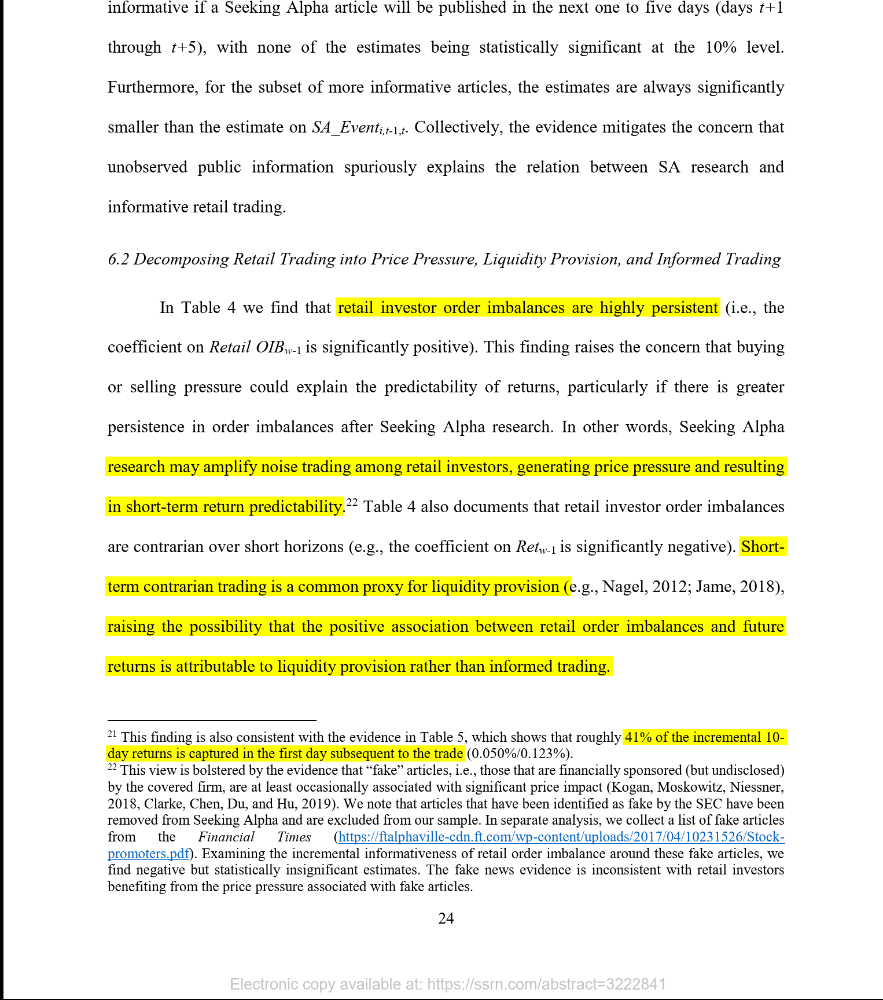 informative if a Seeking Alpha article will be published in the next one to five days (days t+1
through t+5), with none of the estimates being statistically significant at the 10% level.
Furthermore, for the subset of more informative articles, the estimates are always significantly
smaller than the estimate on SA_Eventi,t-1,t. Collectively, the evidence mitigates the concern that
unobserved public information spuriously explains the relation between SA research and
informative retail trading.
6.2 Decomposing Retail Trading into Price Pressure, Liquidity Provision, and Informed Trading
In Table 4 we find that retail investor order imbalances are highly persistent (i.e., the
coefficient on Retail OIBw-1 is significantly positive). This finding raises the concern that buying
or selling pressure could explain the predictability of returns, particularly if there is greater
persistence in order imbalances after Seeking Alpha research. In other words, Seeking Alpha
research may amplify noise trading among retail investors, generating price pressure and resulting
in short-term return predictability.22 Table 4 also documents that retail investor order imbalances
are contrarian over short horizons (e.g., the coefficient on Retw-1 is significantly negative). Short-
term contrarian trading is a common proxy for liquidity provision (e.g., Nagel, 2012; Jame, 2018),
raising the possibility that the positive association between retail order imbalances and future
returns is attributable to liquidity provision rather than informed trading.
21 This finding is also consistent with the evidence in Table 5, which shows that roughly 41% of the incremental 10-
day returns is captured in the first day subsequent to the trade (0.050%/0.123%).
22 This view is bolstered by the evidence that “fake” articles, i.e., those that are financially sponsored (but undisclosed)
by the covered firm, are at least occasionally associated with significant price impact (Kogan, Moskowitz, Niessner,
2018, Clarke, Chen, Du, and Hu, 2019). We note that articles that have been identified as fake by the SEC have been
removed from Seeking Alpha and are excluded from our sample. In separate analysis, we collect a list of fake articles
from the Financial Times (https://ftalphaville-cdn.ft.com/wp-content/uploads/2017/04/10231526/Stock-
promoters.pdf). Examining the incremental informativeness of retail order imbalance around these fake articles, we
find negative but statistically insignificant estimates. The fake news evidence is inconsistent with retail investors
benefiting from the price pressure associated with fake articles.
24
Electronic copy available at: https://ssrn.com/abstract=3222841